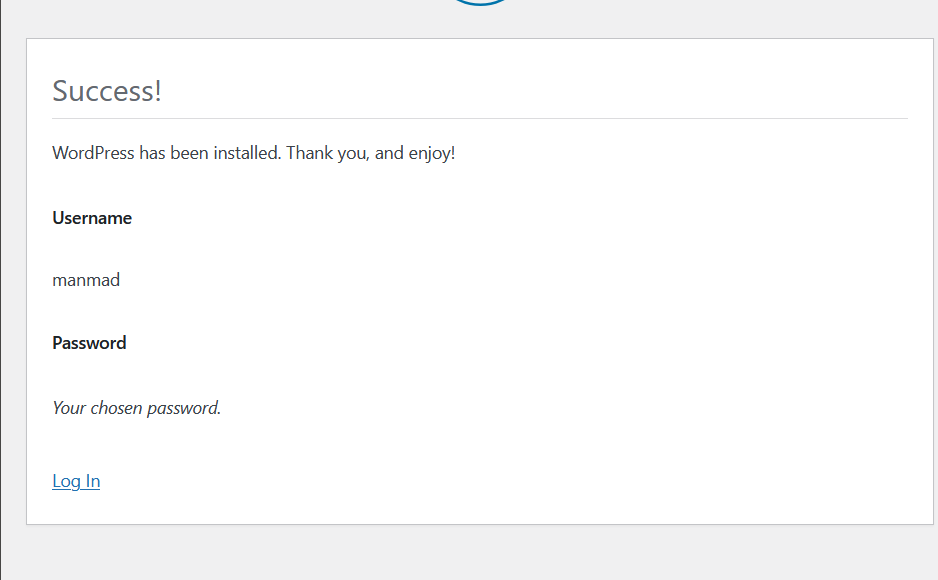 Success!
WordPress has been installed. Thank you, and enjoy!
Username
manmad
Password
Your chosen password.
Log In